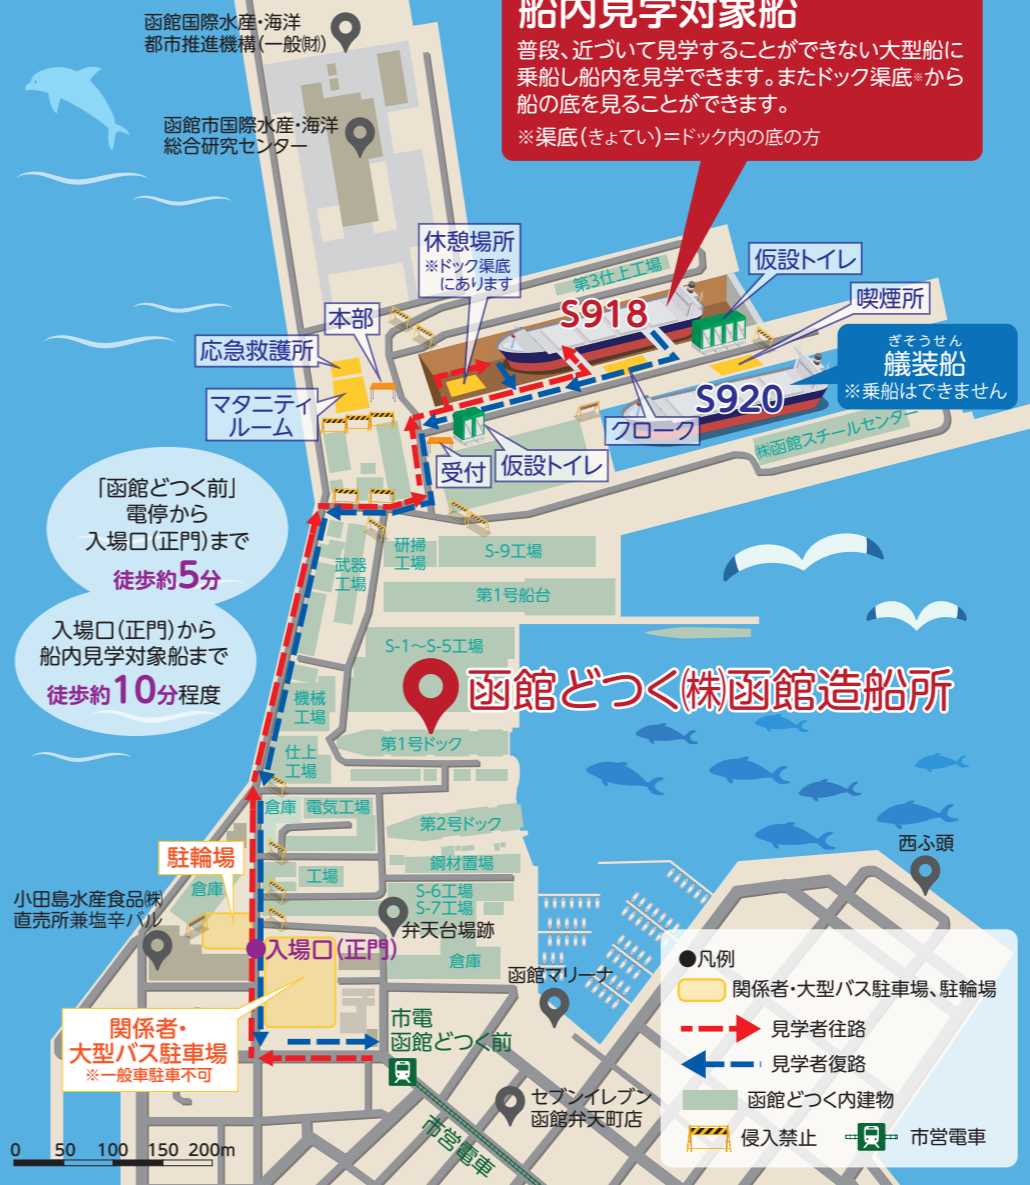 函館国際水産・海洋
都市推進機構(一般㈶)
函館市国際水産・海洋
総合研究センター
船内見学対象船
普段、近づいて見学することができない大型船に
乗船し船内を見学できます。またドック渠底※から
船の底を見ることができます。
※渠底(きょてい)=ドック内の底の方
休憩場所
※ドック渠底
にあります
第3仕上工場
仮設トイレ
喫煙所
S918
本部
応急救護所
マタニティ
ルーム
ぎそうせん
艤装船
※乗船はできません
S920
クローク
㈱函館スチールセンター
受付
仮設トイレ
「函館どつく前」
電停から
入場口(正門)まで
徒歩約5分
入場口(正門)から
船内見学対象船まで
徒歩約10分程度
武器
工場
研掃
工場
S-9工場
第1号船台
S-1〜S-5工場
函館どつく㈱函館造船所
機械
工場
第1号ドック
仕上
工場
倉庫
電気工場
第2号ドック
鋼材置場
工場
S-6工場
S-7工場
駐輪場
倉庫
小田島水産食品㈱
直売所兼塩辛バル
弁天台場跡
入場口(正門)
倉庫
西ふ頭
函館マリーナ
関係者・
大型バス駐車場
※一般車駐車不可
市電
函館どつく前
セブンイレブン
函館弁天町店
市営電車
0 50 100 150 200m
●凡例
関係者・大型バス駐車場、駐輪場
見学者往路
見学者復路
函館どつく内建物
侵入禁止
市営電車